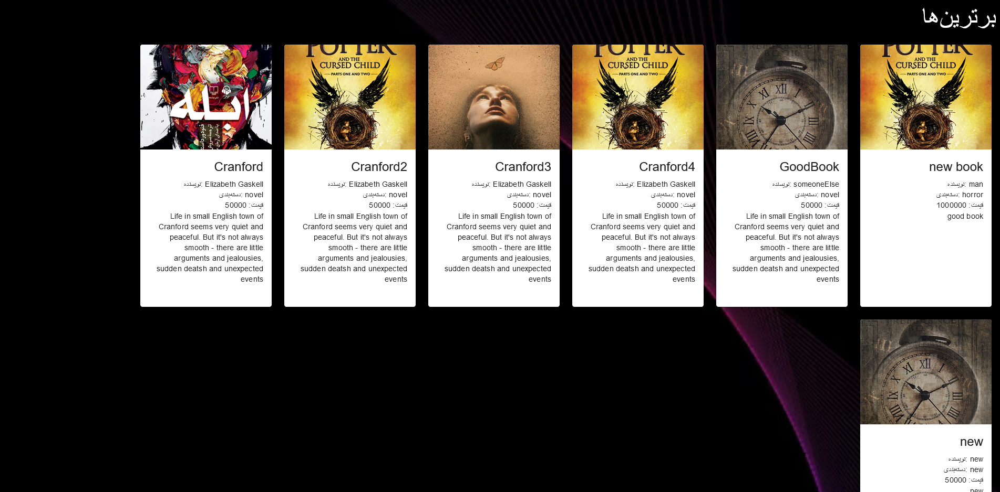 برترین‌ها
POTTER
AND THE
CURSED CHILD
PARTS ONE AND TWO
new book
نویسنده: man
دسته‌بندی: horror
قیمت: 1000000
good book
XII
GoodBook
نویسنده: someoneElse
دسته‌بندی: novel
قیمت: 50000
Life in small English town of
Cranford seems very quiet and
peaceful. But it's not always
smooth - there are little
arguments and jealousies,
sudden deatsh and unexpected
events
POTTER
AND THE
CURSED CHILD
PARTS ONE AND TWO
Cranford4
نویسنده: Elizabeth Gaskell
دسته‌بندی: novel
قیمت: 50000
Life in small English town of
Cranford seems very quiet and
peaceful. But it's not always
smooth - there are little
arguments and jealousies,
sudden deatsh and unexpected
events
Cranford3
نویسنده: Elizabeth Gaskell
دسته‌بندی: novel
قیمت: 50000
Life in small English town of
Cranford seems very quiet and
peaceful. But it's not always
smooth - there are little
arguments and jealousies,
sudden deatsh and unexpected
events
POTTER
AND THE
CURSED CHILD
PARTS ONE AND TWO
Cranford2
نویسنده: Elizabeth Gaskell
دسته‌بندی: novel
قیمت: 50000
Life in small English town of
Cranford seems very quiet and
peaceful. But it's not always
smooth - there are little
arguments and jealousies,
sudden deatsh and unexpected
events
ابله
Cranford
نویسنده: Elizabeth Gaskell
دسته‌بندی: novel
قیمت: 50000
Life in small English town of
Cranford seems very quiet and
peaceful. But it's not always
smooth - there are little
arguments and jealousies,
sudden deatsh and unexpected
events
XII
new
نویسنده: new
دسته‌بندی: new
قیمت: 50000
new